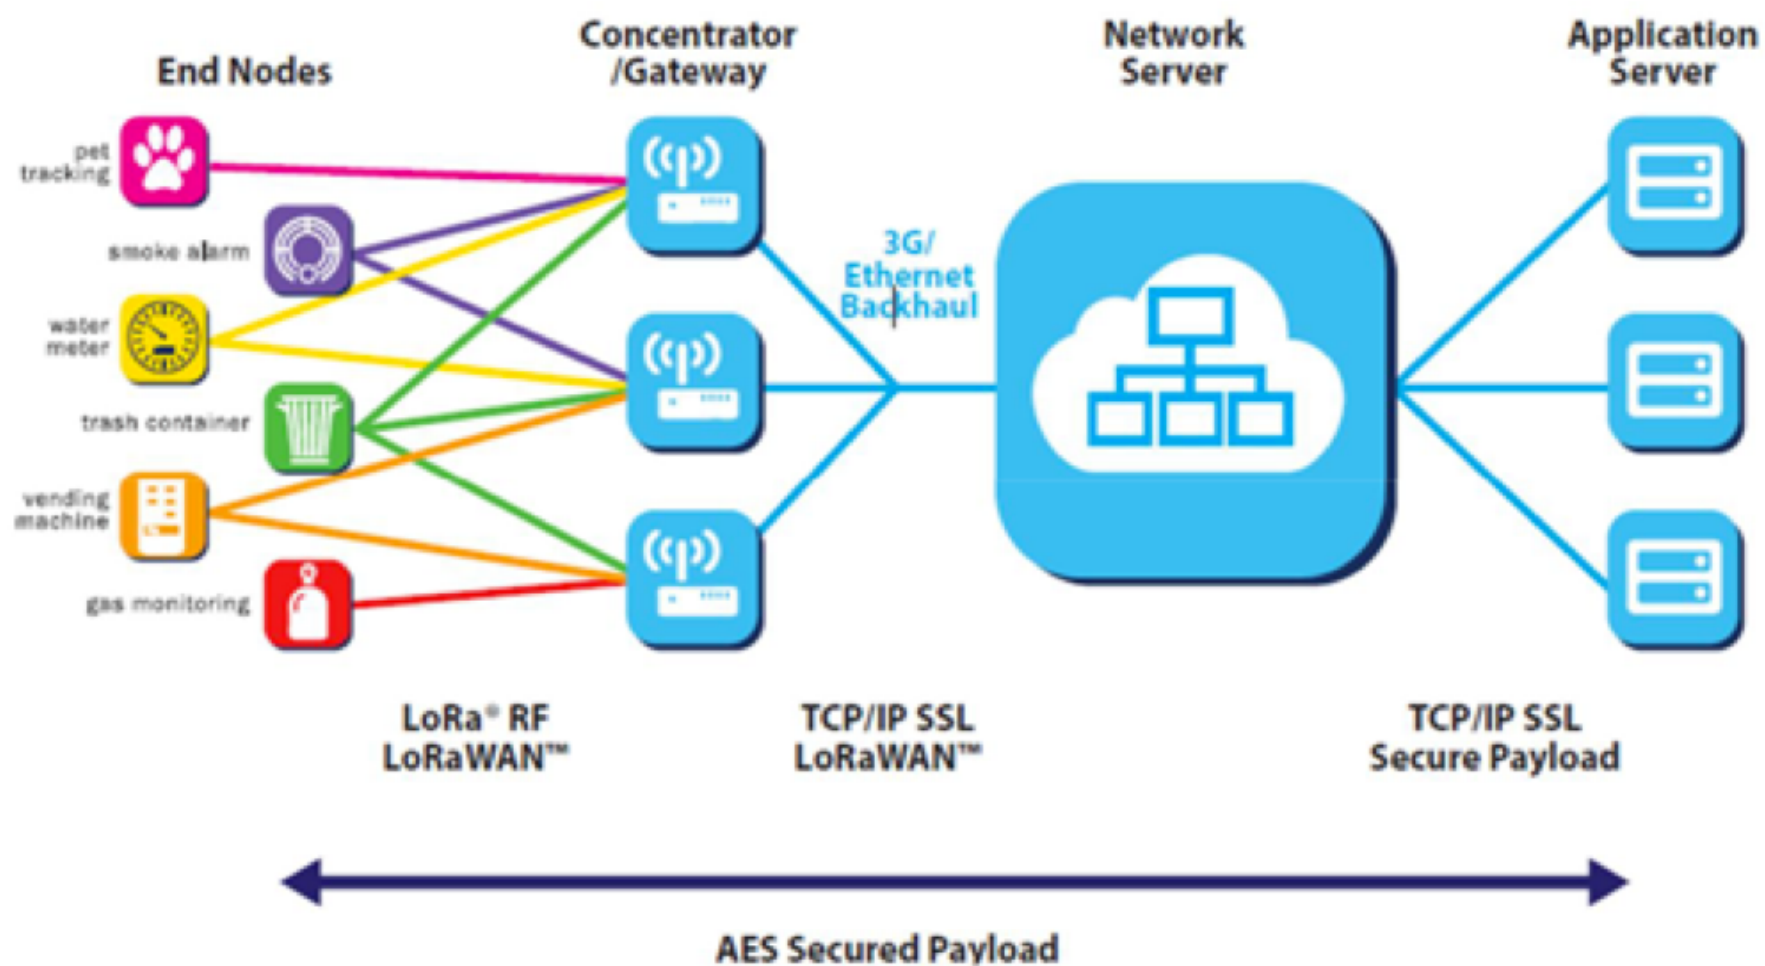 End Nodes
Concentrator
/Gateway
Network
Server
Application
Server
pet
tracking
smoke alarm
water
meter
trash container
vending
machine
gas monitoring
3G/
Ethernet
Backhaul
LoRa® RF
LoRaWAN™
TCP/IP SSL
LoRaWAN™
TCP/IP SSL
Secure Payload
AES Secured Payload